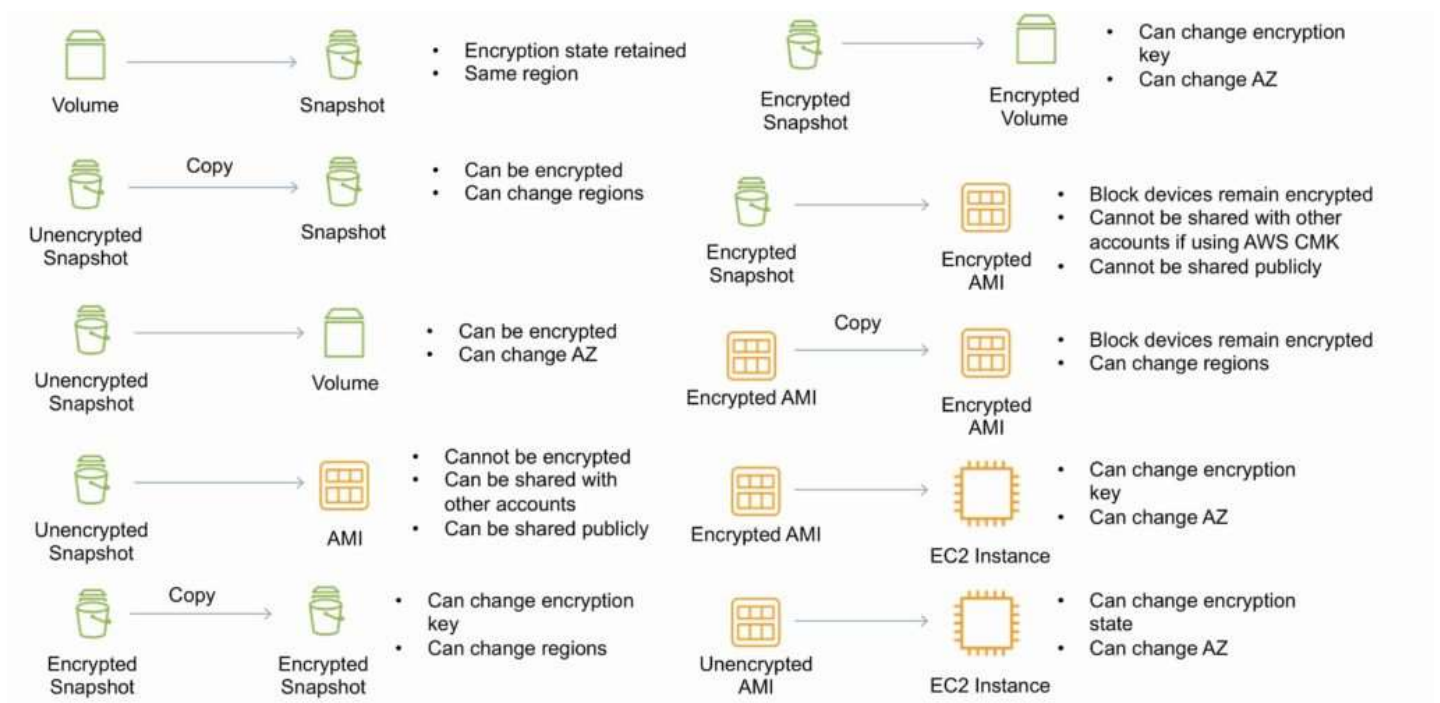 Volume
Snapshot
• Encryption state retained
• Same region
Copy
Unencrypted
Snapshot
Snapshot
• Can be encrypted
• Can change regions
Unencrypted
Snapshot
Volume
• Can be encrypted
• Can change AZ
Unencrypted
Snapshot
AMI
• Cannot be encrypted
• Can be shared with
other accounts
• Can be shared publicly
Copy
Encrypted
Snapshot
Encrypted
Snapshot
• Can change encryption
key
• Can change regions
Encrypted
Snapshot
Encrypted
Volume
• Can change encryption
key
• Can change AZ
Encrypted
Snapshot
Encrypted
AMI
• Block devices remain encrypted
• Cannot be shared with other
accounts if using AWS CMK
• Cannot be shared publicly
Copy
Encrypted AMI
Encrypted
AMI
• Block devices remain encrypted
• Can change regions
Encrypted AMI
EC2 Instance
• Can change encryption
key
• Can change AZ
Unencrypted
AMI
EC2 Instance
• Can change encryption
state
• Can change AZ